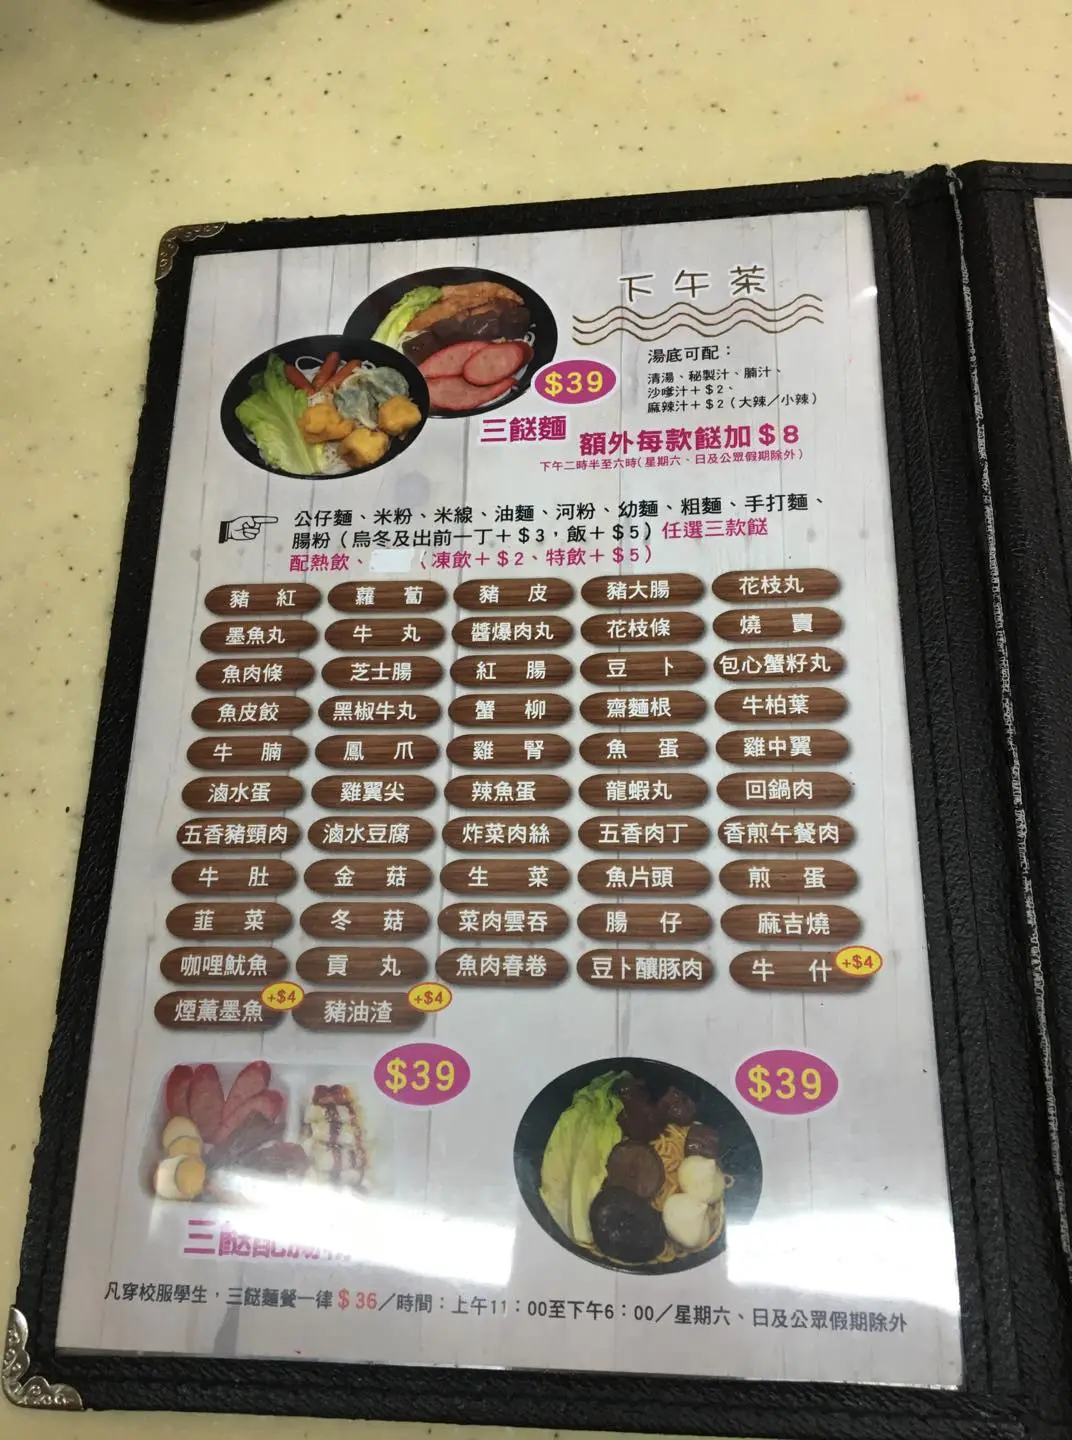 下午茶
湯底可配：
清湯、秘製汁、腩汁、
沙嗲汁＋＄2、
麻辣汁＋＄2（大辣／小辣）
$39
三餸麵
額外每款餸加＄8
下午二時半至六時（星期六、日及公眾假期除外）
公仔麵、米粉、米線、油麵、河粉、幼麵、粗麵、手打麵、
腸粉（烏冬及出前一丁＋＄3，飯＋＄5）任選三款餸
配熱飲、（凍飲＋＄2、特飲＋＄5）
豬紅 蘿蔔 豬皮 豬大腸 花枝丸
墨魚丸 牛丸 醬爆肉丸 花枝條 燒賣
魚肉條 芝士腸 紅腸 豆卜 包心蟹籽丸
魚皮餃 黑椒牛丸 蟹柳 齋麵根 牛柏葉
牛腩 鳳爪 雞腎 魚蛋 雞中翼
滷水蛋 雞翼尖 辣魚蛋 龍蝦丸 回鍋肉
五香豬頸肉 滷水豆腐 炸菜肉絲 五香肉丁 香煎午餐肉
牛肚 金菇 生菜 魚片頭 煎蛋
韮菜 冬菇 菜肉雲吞 腸仔 麻吉燒
咖哩魷魚 貢丸 魚肉春卷 豆卜釀豚肉 牛什 +$4
煙薰墨魚 +$4 豬油渣 +$4
$39
$39
三餸配腸粉
凡穿校服學生，三餸麵餐一律＄36／時間：上午11：00至下午6：00／星期六、日及公眾假期除外